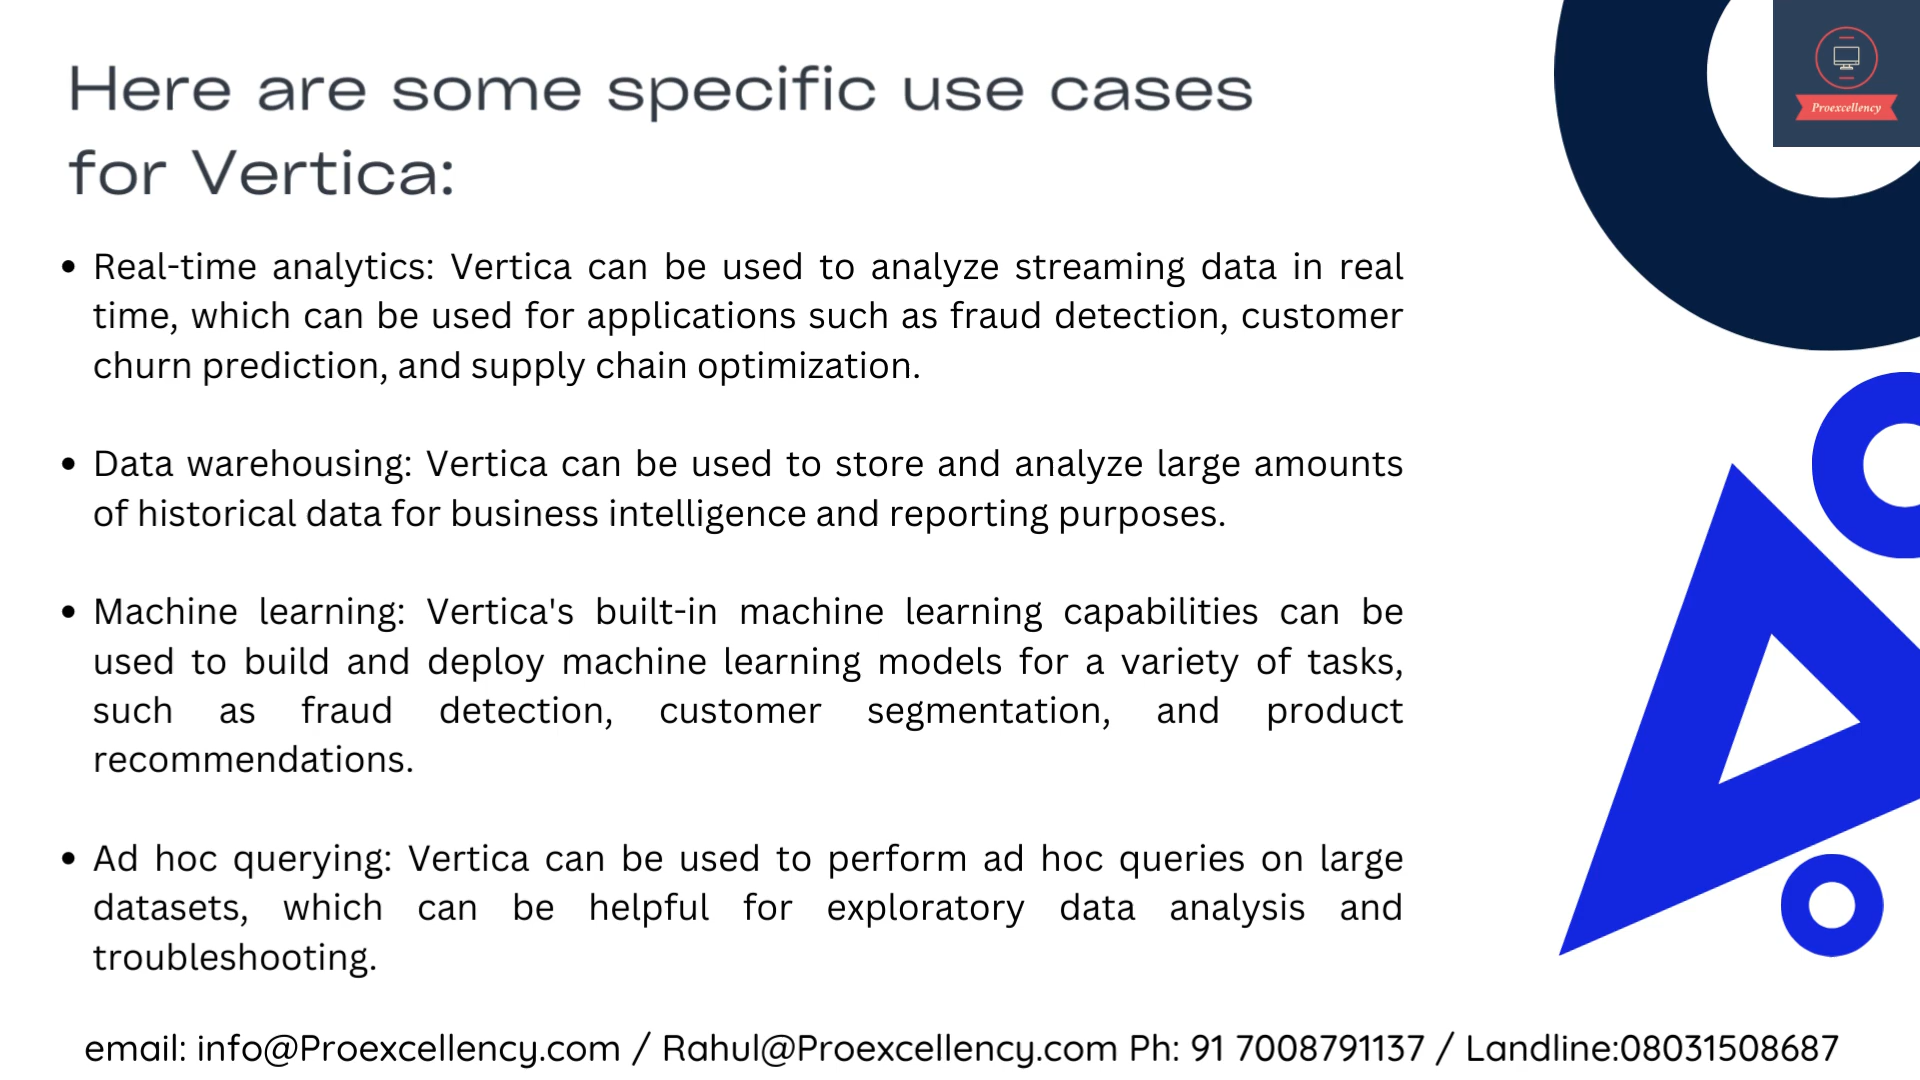 Proexcellency
Here are some specific use cases
for Vertica:
• Real-time analytics: Vertica can be used to analyze streaming data in real
time, which can be used for applications such as fraud detection, customer
churn prediction, and supply chain optimization.
• Data warehousing: Vertica can be used to store and analyze large amounts
of historical data for business intelligence and reporting purposes.
• Machine learning: Vertica's built-in machine learning capabilities can be
used to build and deploy machine learning models for a variety of tasks,
such as fraud detection, customer segmentation, and product
recommendations.
• Ad hoc querying: Vertica can be used to perform ad hoc queries on large
datasets, which can be helpful for exploratory data analysis and
troubleshooting.
email: info@Proexcellency.com / Rahul@Proexcellency.com Ph: 91 7008791137 / Landline:08031508687